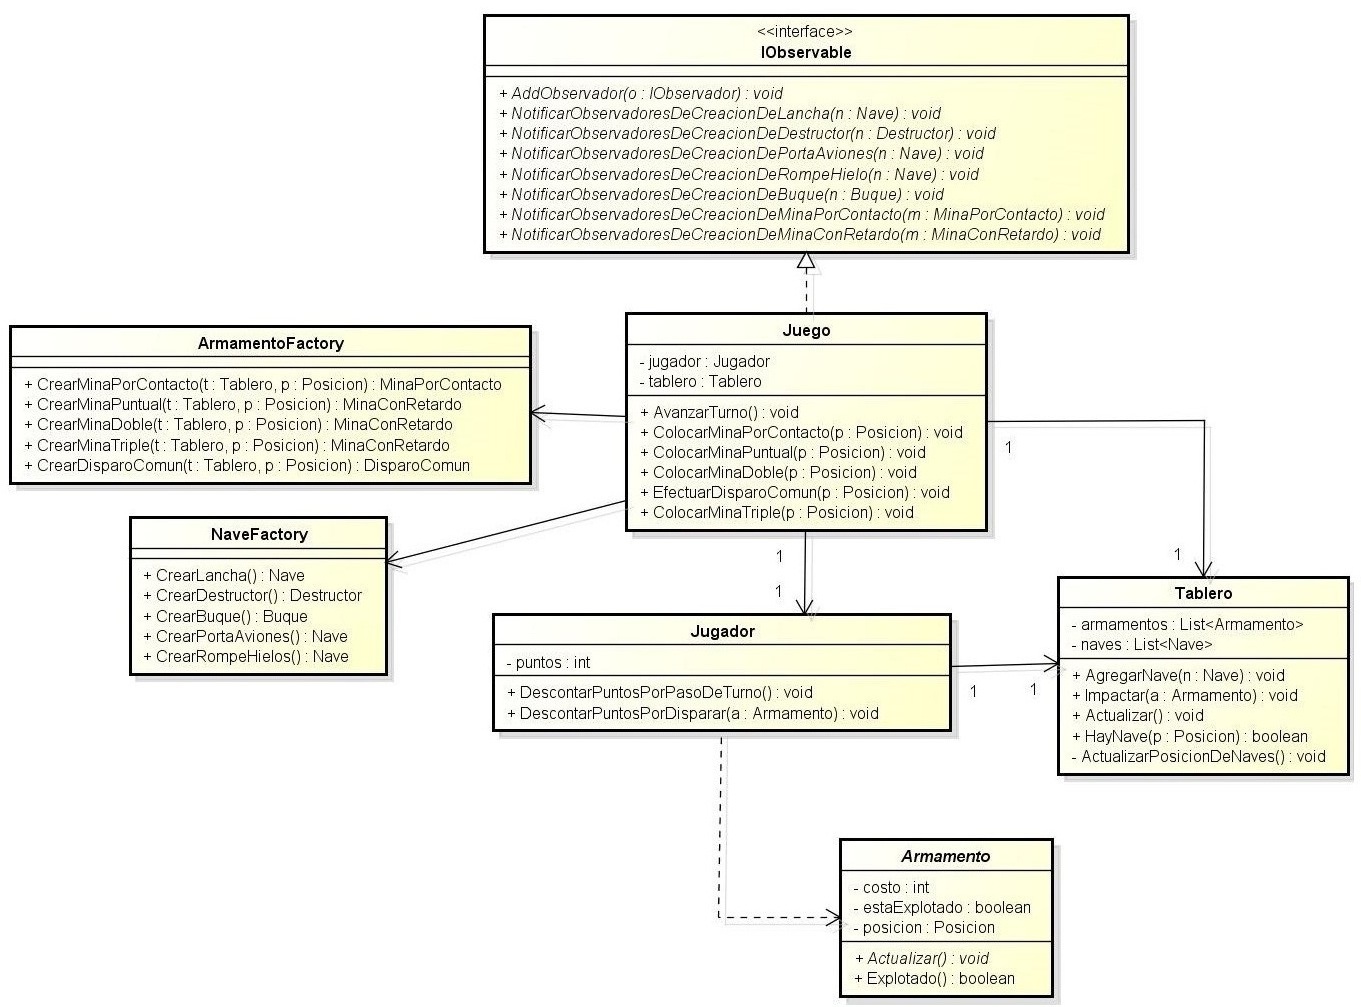 <<interface>>
IObservable
+ AddObservador(o : IObservador) : void
+ NotificarObservadoresDeCreacionDeLancha(n : Nave) : void
+ NotificarObservadoresDeCreacionDeDestructor(n : Destructor) : void
+ NotificarObservadoresDeCreacionDePortaAviones(n : Nave) : void
+ NotificarObservadoresDeCreacionDeRompeHielo(n : Nave) : void
+ NotificarObservadoresDeCreacionDeBuque(n : Buque) : void
+ NotificarObservadoresDeCreacionDeMinaPorContacto(m : MinaPorContacto) : void
+ NotificarObservadoresDeCreacionDeMinaConRetardo(m : MinaConRetardo) : void
ArmamentoFactory
+ CrearMinaPorContacto(t : Tablero, p : Posicion) : MinaPorContacto
+ CrearMinaPuntual(t : Tablero, p : Posicion) : MinaConRetardo
+ CrearMinaDoble(t : Tablero, p : Posicion) : MinaConRetardo
+ CrearMinaTriple(t : Tablero, p : Posicion) : MinaConRetardo
+ CrearDisparoComun(t : Tablero, p : Posicion) : DisparoComun
Juego
- jugador : Jugador
- tablero : Tablero
+ AvanzarTurno() : void
+ ColocarMinaPorContacto(p : Posicion) : void
+ ColocarMinaPuntual(p : Posicion) : void
+ ColocarMinaDoble(p : Posicion) : void
+ EfectuarDisparoComun(p : Posicion) : void
+ ColocarMinaTriple(p : Posicion) : void
1
1
NaveFactory
+ CrearLancha() : Nave
+ CrearDestructor() : Destructor
+ CrearBuque() : Buque
+ CrearPortaAviones() : Nave
+ CrearRompeHielos() : Nave
1
1
Jugador
- puntos : int
+ DescontarPuntosPorPasoDeTurno() : void
+ DescontarPuntosPorDisparar(a : Armamento) : void
1
1
Tablero
- armamentos : List<Armamento>
- naves : List<Nave>
+ AgregarNave(n : Nave) : void
+ Impactar(a : Armamento) : void
+ Actualizar() : void
+ HayNave(p : Posicion) : boolean
- ActualizarPosicionDeNaves() : void
Armamento
- costo : int
- estaExplotado : boolean
- posicion : Posicion
+ Actualizar() : void
+ Explotado() : boolean